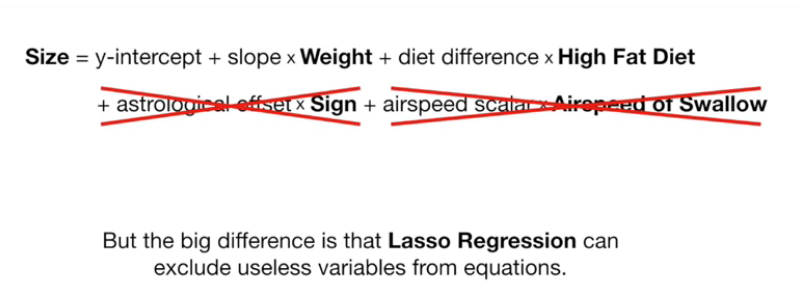 Size = y-intercept + slope x Weight + diet difference x High Fat Diet
+ astrological offset x Sign + airspeed scalar x Airspeed of Swallow
But the big difference is that Lasso Regression can
exclude useless variables from equations.